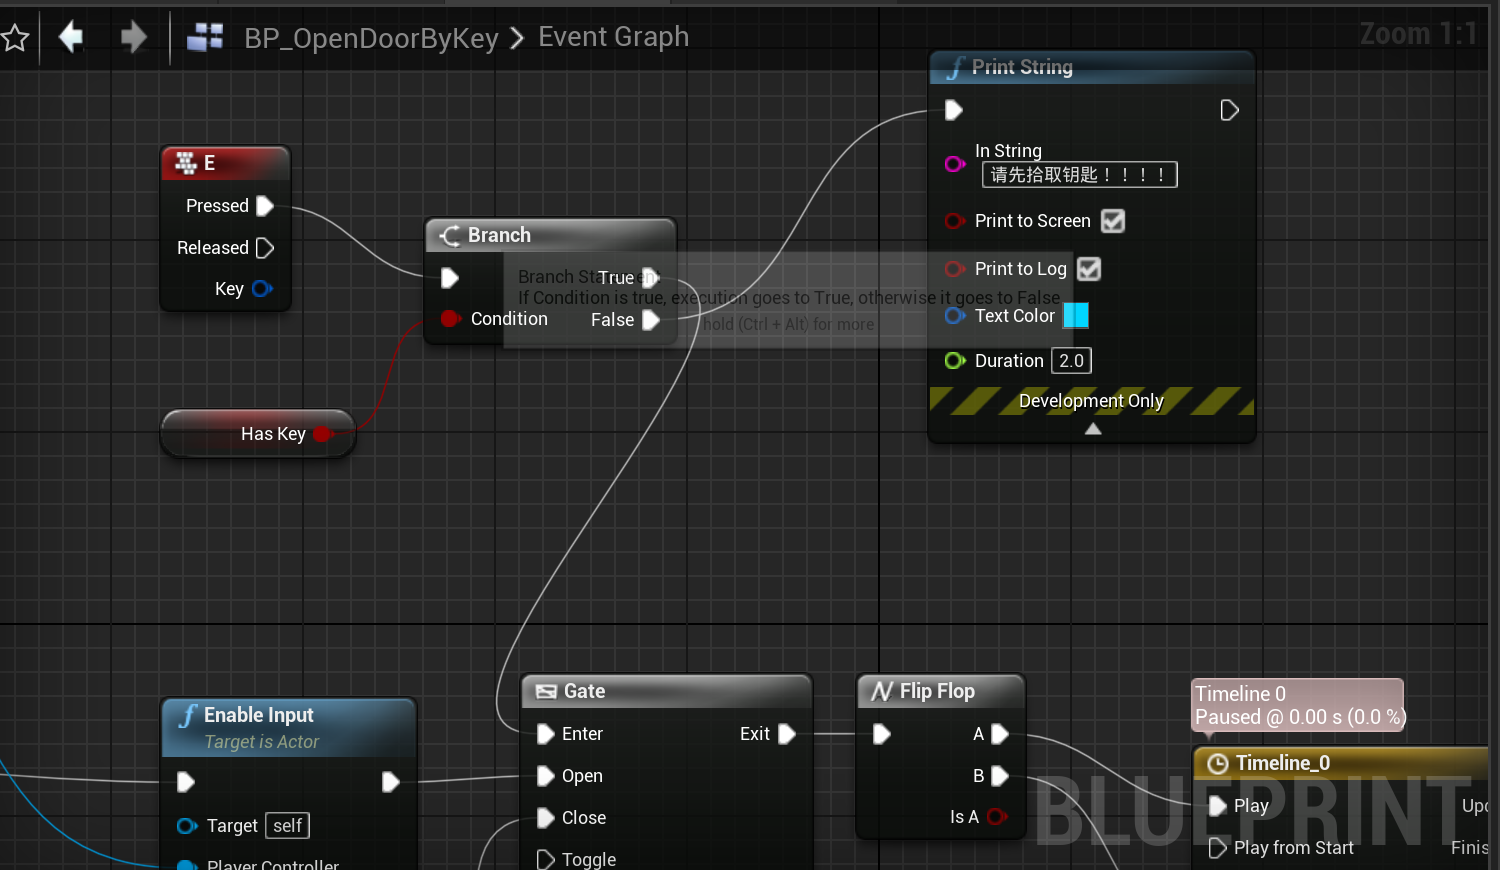 BP_OpenDoorByKey > Event Graph
Zoom 1:1
Print String
In String
请先拾取钥匙！！！！
Print to Screen
Print to Log
Text Color
Duration 2.0
Development Only
E
Pressed
Released
Key
Branch
True
Condition
False
Branch Statement
If Condition is true, execution goes to True, otherwise it goes to False
hold (Ctrl + Alt) for more
Has Key
Enable Input
Target is Actor
Target self
Player Controller
Gate
Enter
Exit
Open
Close
Toggle
Flip Flop
A
B
Is A
Timeline 0
Paused @ 0.00 s (0.0 %)
Timeline_0
Play
Upd
Play from Start
Finis
BLUEPRINT